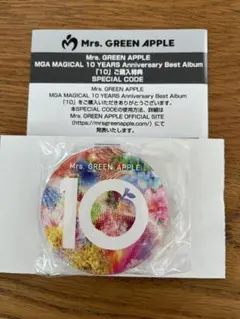 Mrs. GREEN APPLE
Mrs. GREEN APPLE
MGA MAGICAL 10 YEARS Anniversary Best Album
「10」ご購入特典
SPECIAL CODE
MGA MAGICAL 10 YEARS Anniversary Best Album
「10」をご購入いただきありがとうございます。
本SPECIAL CODEの使用方法、詳細は
Mrs. GREEN APPLE OFFICIAL SITE
(https://mrsgreenapple.com/) にて
発表いたします。
Mrs. GREEN APPLE
10